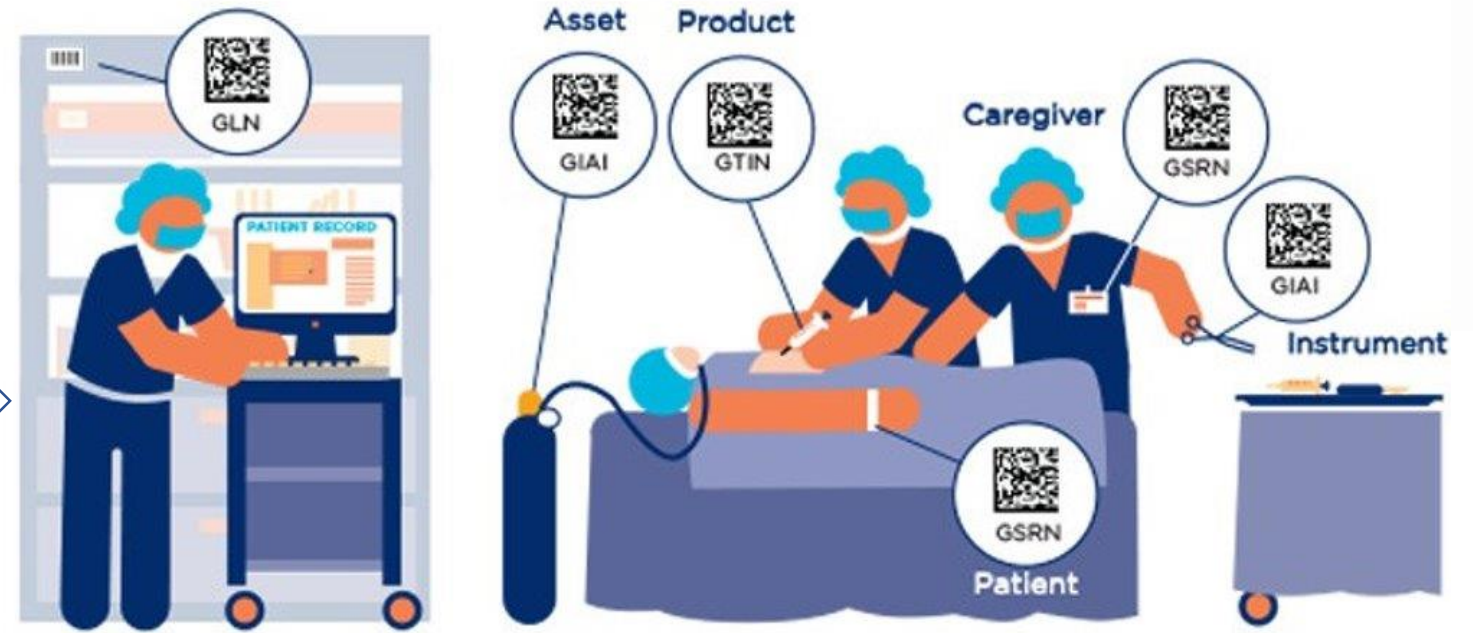 GLN
PATIENT RECORD
Asset
GIAI
Product
GTIN
Caregiver
GSRN
GIAI
Instrument
GSRN
Patient